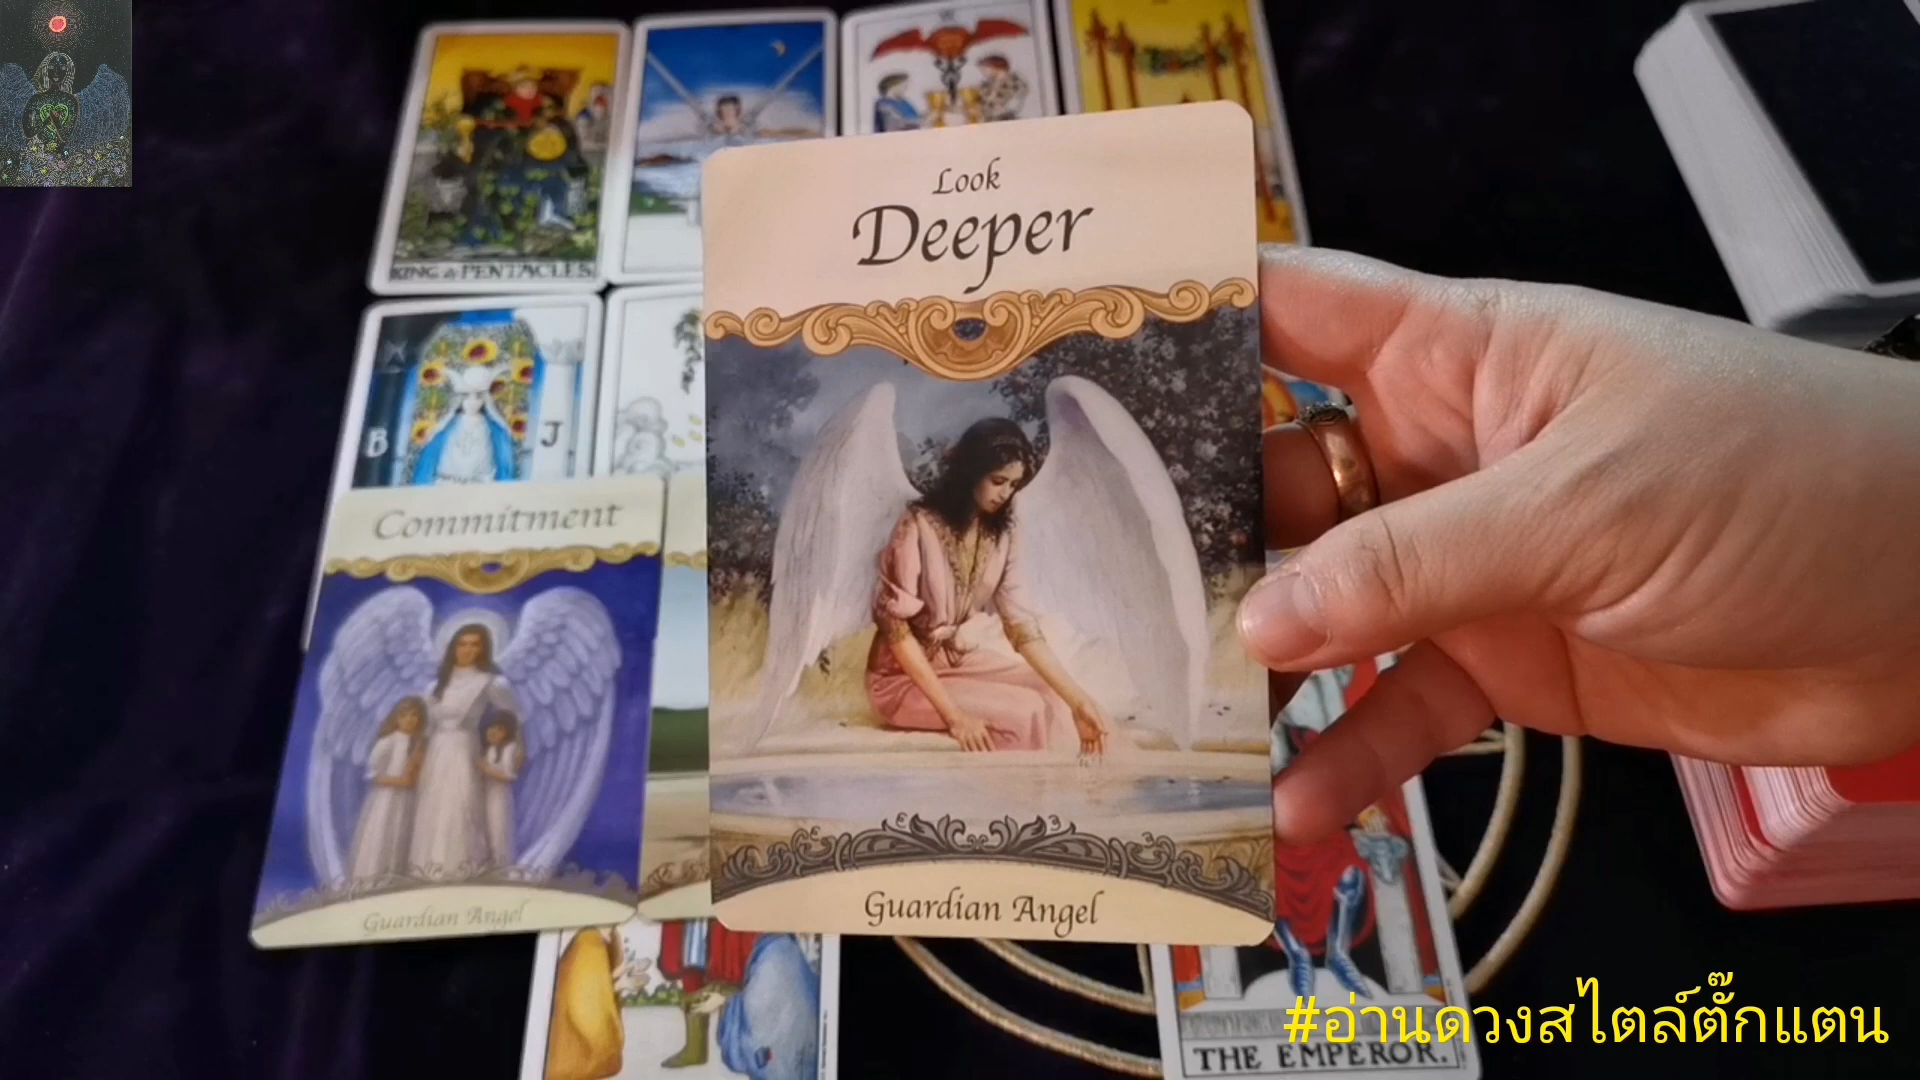 Look
Deeper
KING of PENTACLES.
B
J
Commitment
Guardian Angel
Guardian Angel
THE EMPEROR.
#อ่านดวงสไตล์ตั๊กแตน